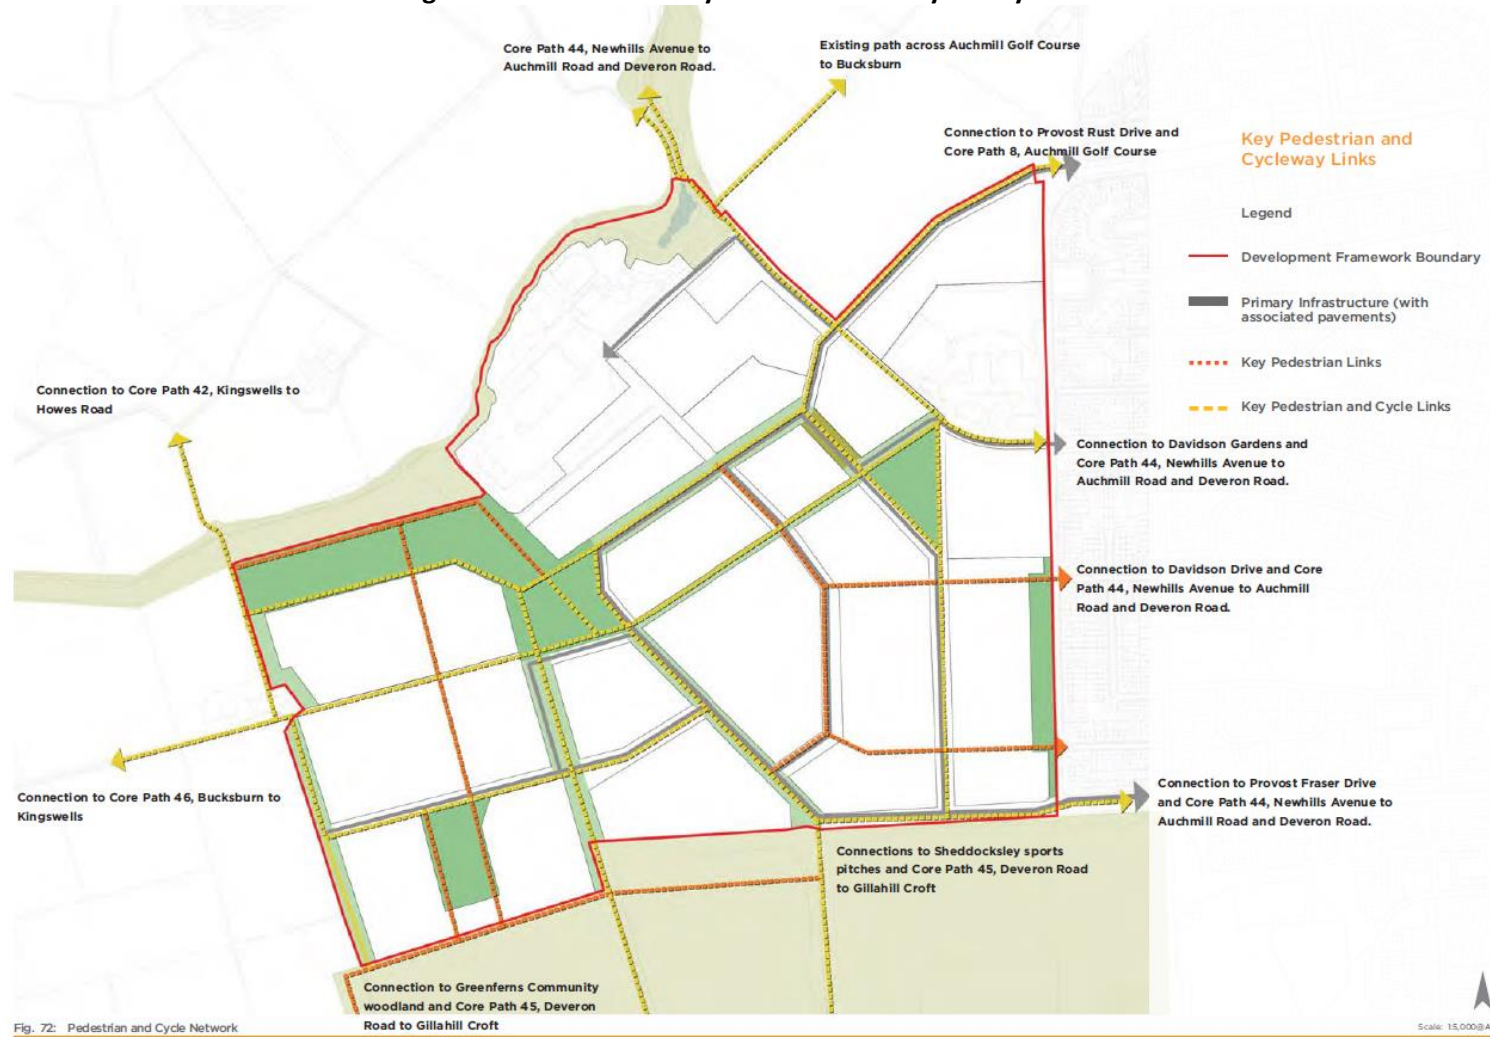 Core Path 44, Newhills Avenue to
Auchmill Road and Deveron Road.
Existing path across Auchmill Golf Course
to Bucksburn
Connection to Provost Rust Drive and
Core Path 8, Auchmill Golf Course
Key Pedestrian and
Cycleway Links
Legend
Development Framework Boundary
Primary Infrastructure (with
associated pavements)
Key Pedestrian Links
Key Pedestrian and Cycle Links
Connection to Core Path 42, Kingswells to
Howes Road
Connection to Davidson Gardens and
Core Path 44, Newhills Avenue to
Auchmill Road and Deveron Road.
Connection to Davidson Drive and Core
Path 44, Newhills Avenue to Auchmill
Road and Deveron Road.
Connection to Core Path 46, Bucksburn to
Kingswells
Connection to Provost Fraser Drive
and Core Path 44, Newhills Avenue to
Auchmill Road and Deveron Road.
Connections to Sheddocksley sports
pitches and Core Path 45, Deveron Road
to Gillahill Croft
Connection to Greenferns Community
woodland and Core Path 45, Deveron
Road to Gillahill Croft
Fig. 72: Pedestrian and Cycle Network
Scale: 1:5,000@A